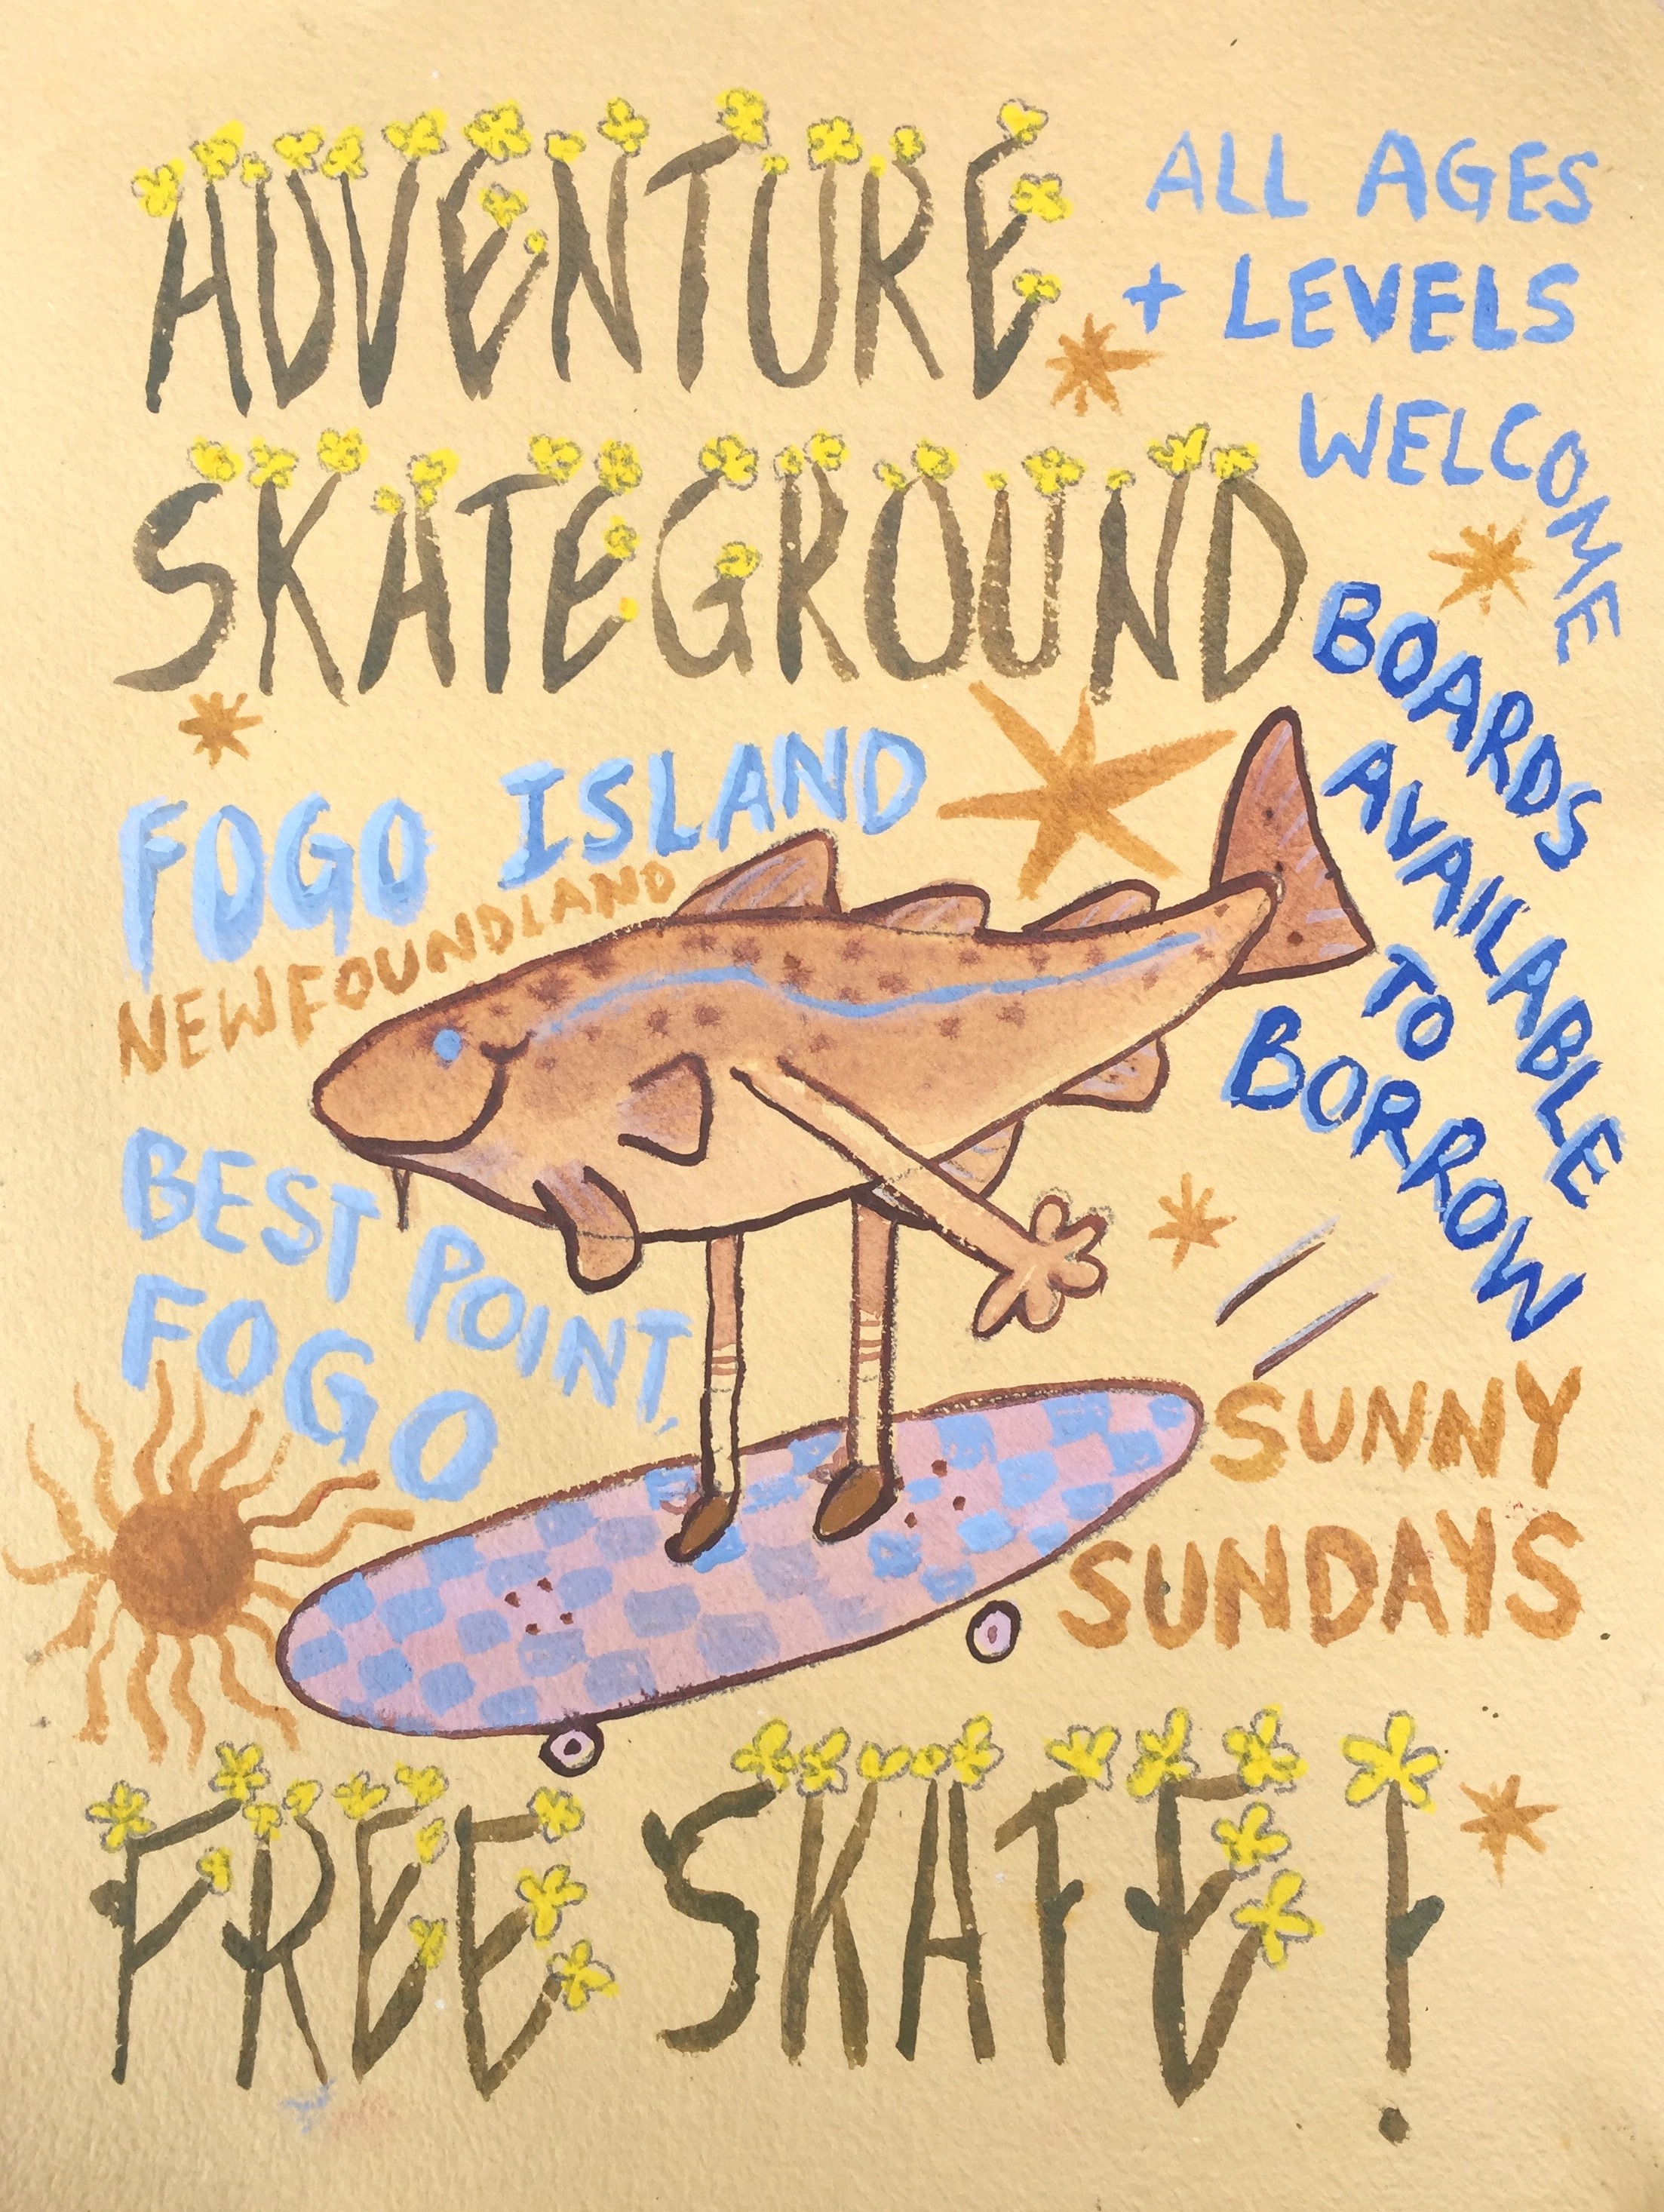 ADVENTURE
SKATEGROUND
ALL AGES
+ LEVELS
WELCOME
BOARDS
AVAILABLE
TO
BORROW
FOGO ISLAND
NEWFOUNDLAND
BEST POINT,
FOGO
SUNNY
SUNDAYS
FREE SKATE!